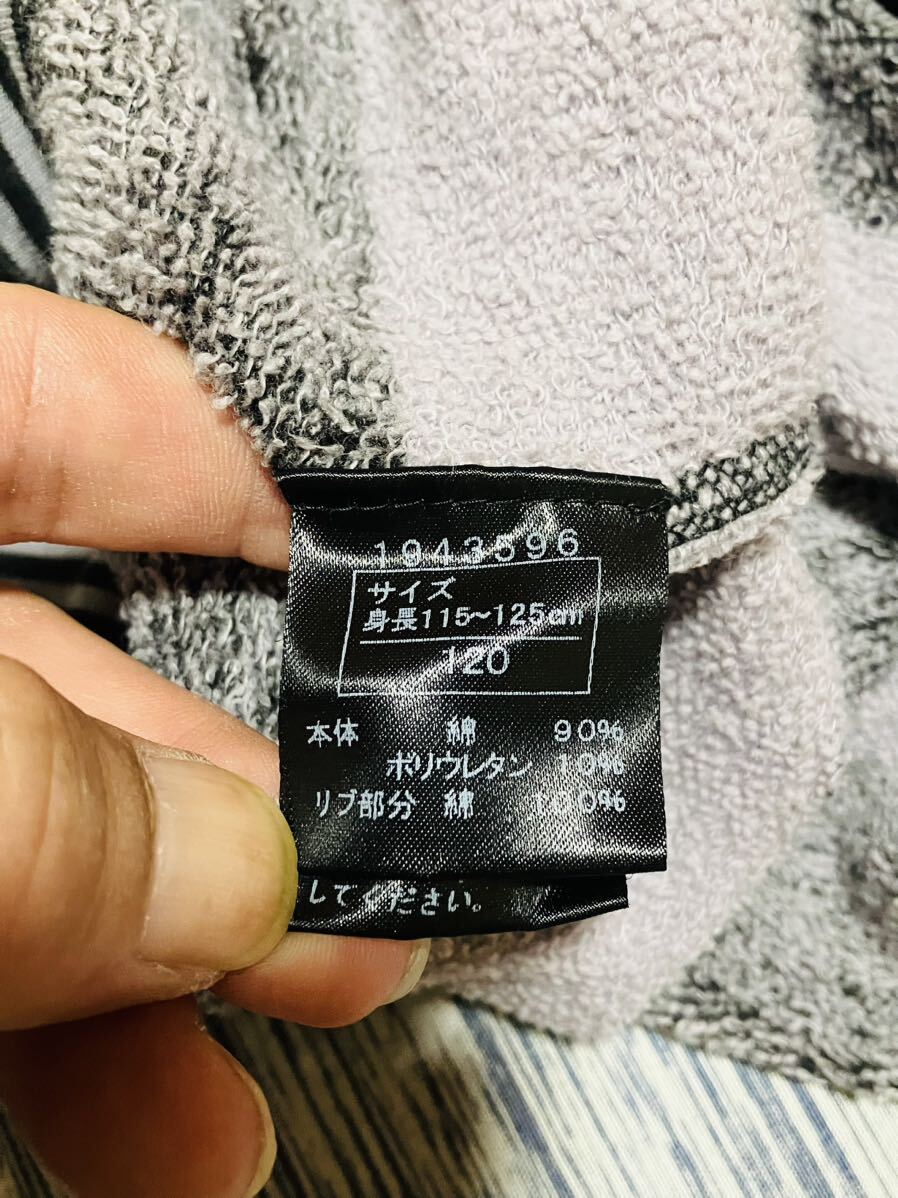 1943596
サイズ
身長115~125cm
120
本体 綿 90%
ポリウレタン 10%
リブ部分 綿 100%
してください。